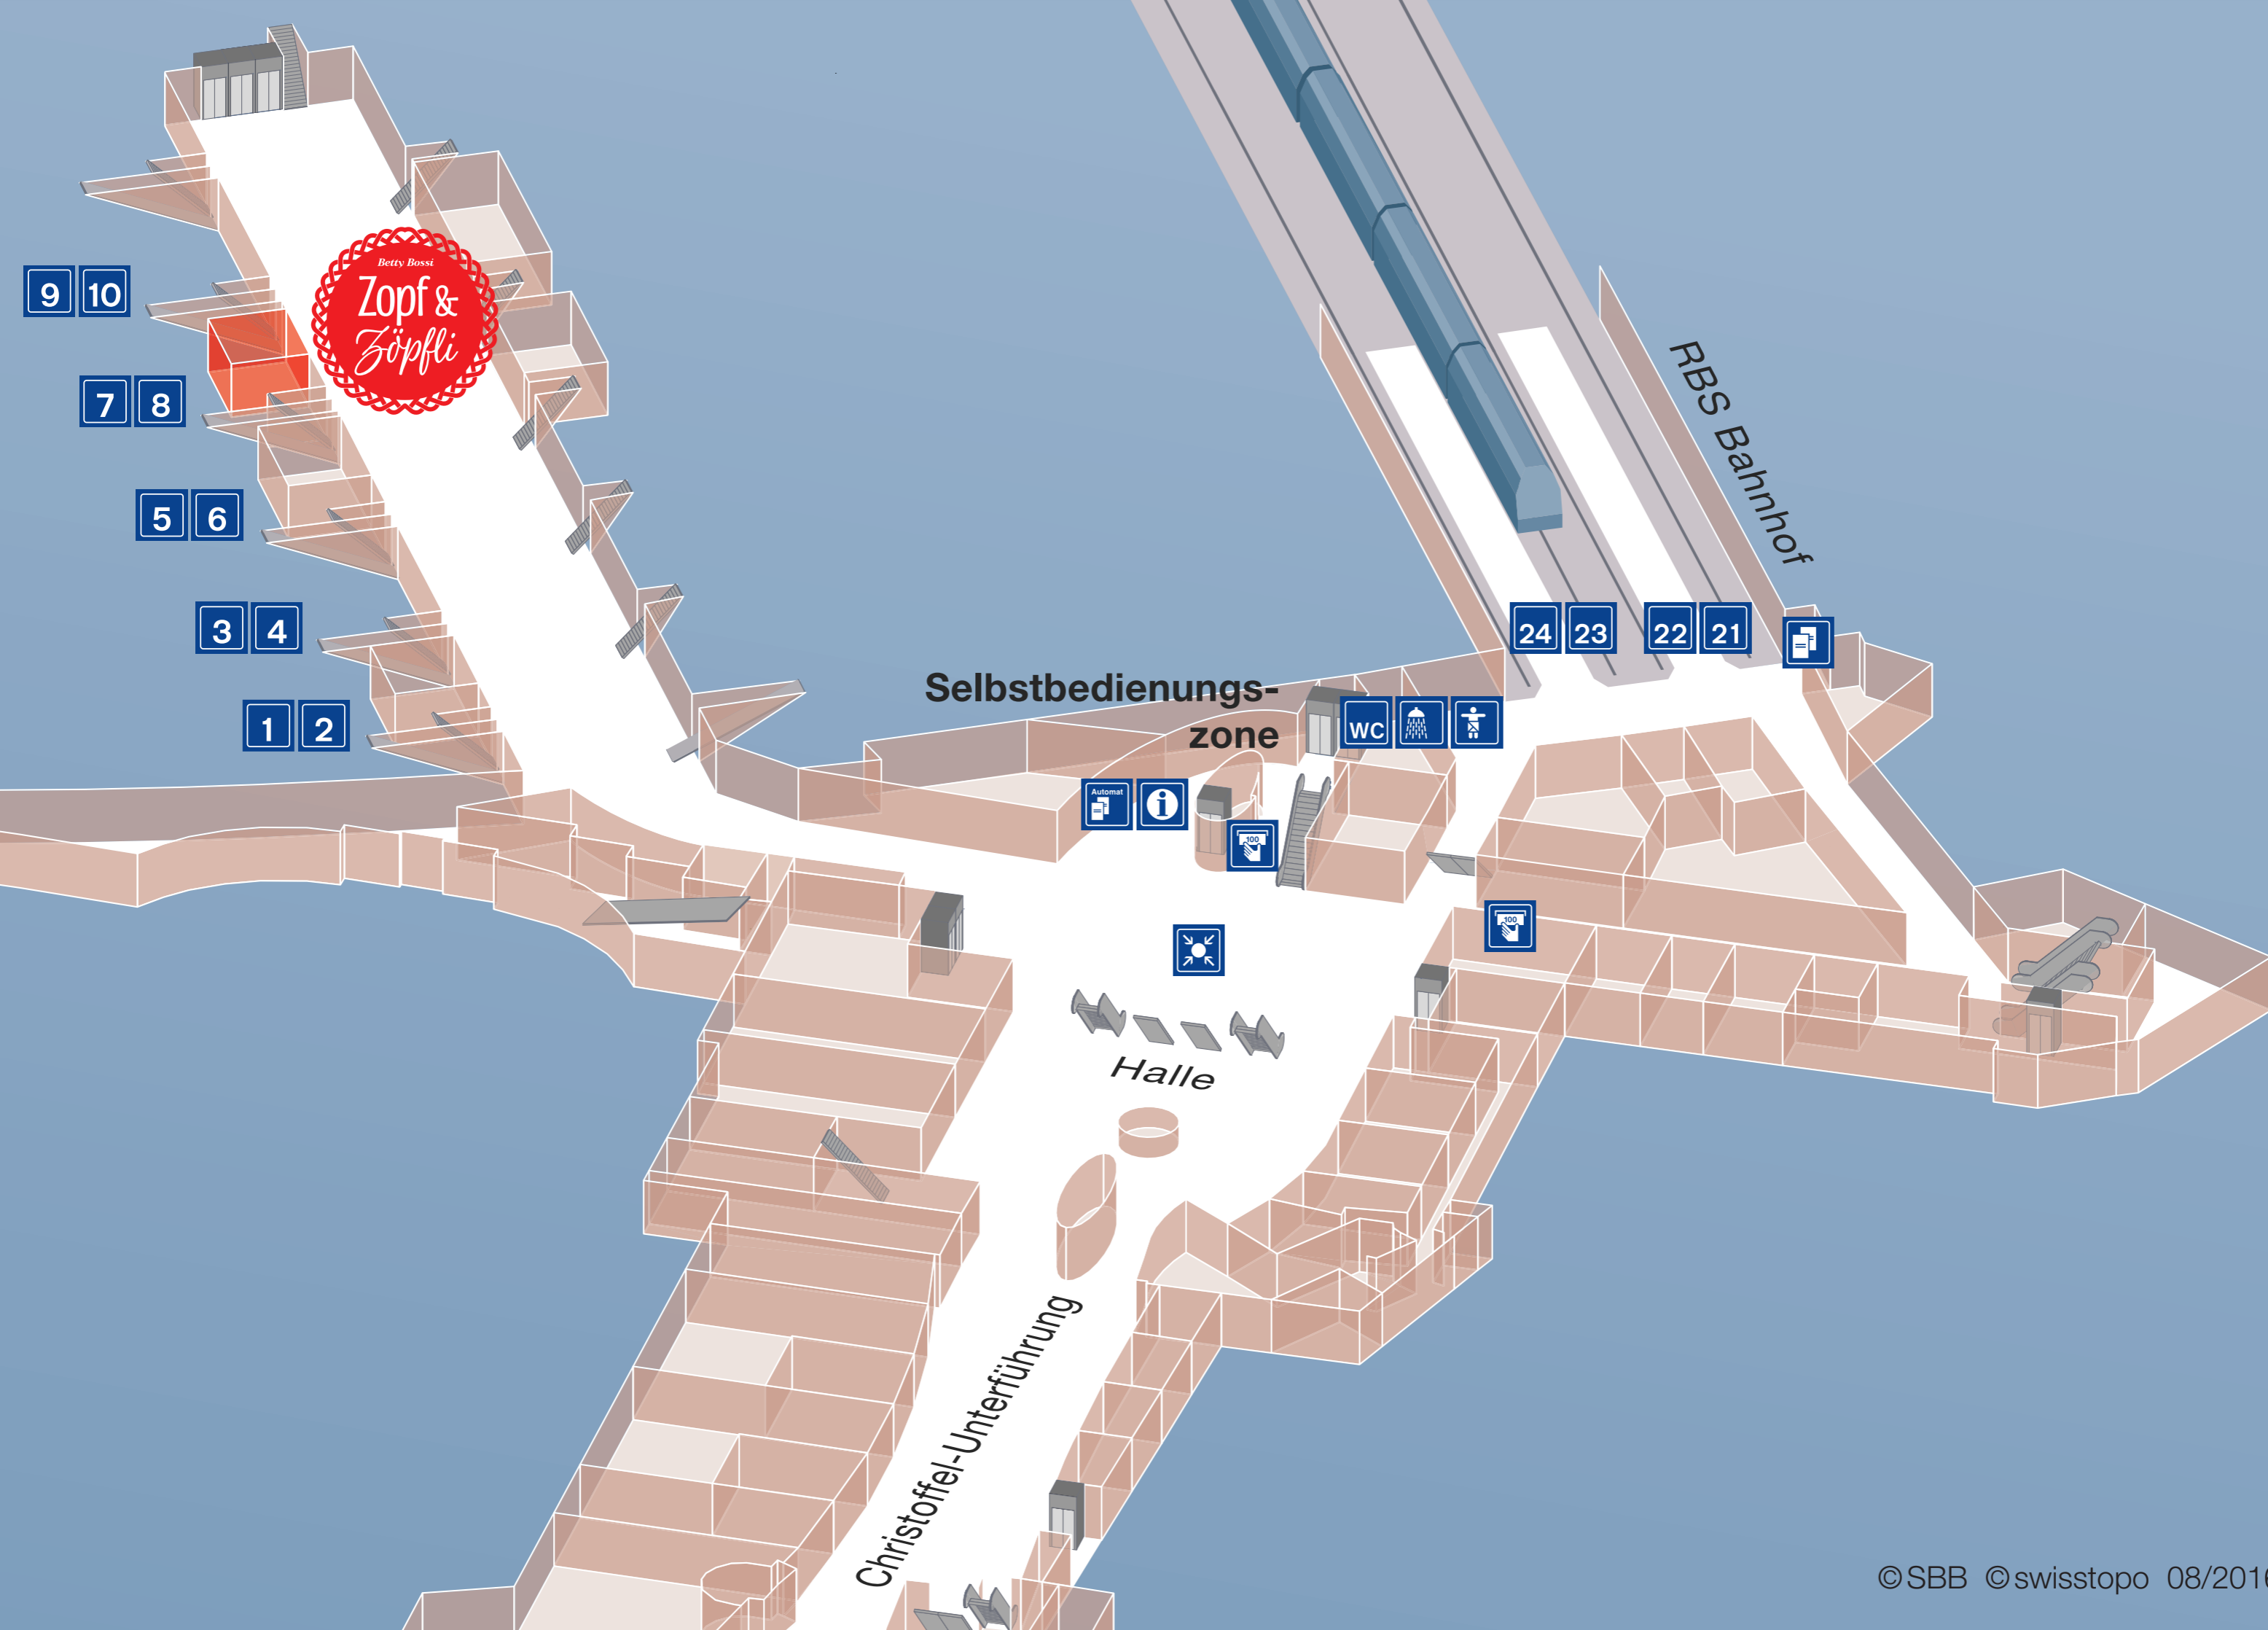 Betty Bossi
Zopf &
Zöpfli
9 10
7 8
5 6
3 4
1 2
RBS Bahnhof
24 23 22 21
Selbstbedienungs-
zone
WC
Automat
100
100
Halle
Christoffel-Unterführung
© SBB © swisstopo 08/2016